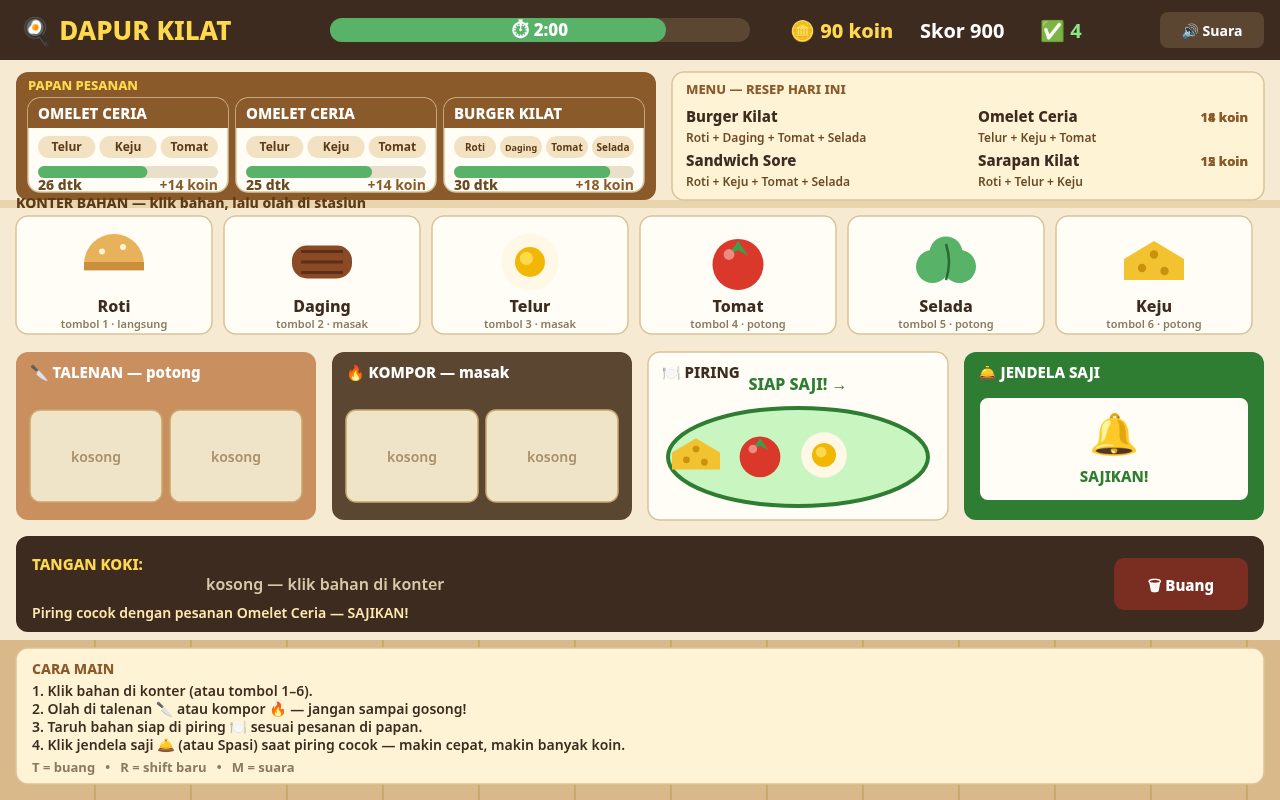 DAPUR KILAT
2:00
90 koin
Skor 900
4
Suara
PAPAN PESANAN
OMELET CERIA
Telur Keju Tomat
26 dtk +14 koin
OMELET CERIA
Telur Keju Tomat
25 dtk +14 koin
BURGER KILAT
Roti Daging Tomat Selada
30 dtk +18 koin
MENU — RESEP HARI INI
Burger Kilat
Roti + Daging + Tomat + Selada
Omelet Ceria
koin
Telur + Keju + Tomat
Sandwich Sore
Roti + Keju + Tomat + Selada
Sarapan Kilat
koin
Roti + Telur + Keju
KONTER BAHAN — klik bahan, lalu olah di stasiun
Roti
tombol 1 · langsung
Daging
tombol 2 · masak
Telur
tombol 3 · masak
Tomat
tombol 4 · potong
Selada
tombol 5 · potong
Keju
tombol 6 · potong
TALENAN — potong
kosong
kosong
KOMPOR — masak
kosong
kosong
PIRING
SIAP SAJI! →
JENDELA SAJI
SAJIKAN!
TANGAN KOKI:
kosong — klik bahan di konter
Piring cocok dengan pesanan Omelet Ceria — SAJIKAN!
Buang
CARA MAIN
1. Klik bahan di konter (atau tombol 1–6).
2. Olah di talenan 🔪 atau kompor 🔥 — jangan sampai gosong!
3. Taruh bahan siap di piring 🍽️ sesuai pesanan di papan.
4. Klik jendela saji 🛎️ (atau Spasi) saat piring cocok — makin cepat, makin banyak koin.
T = buang • R = shift baru • M = suara